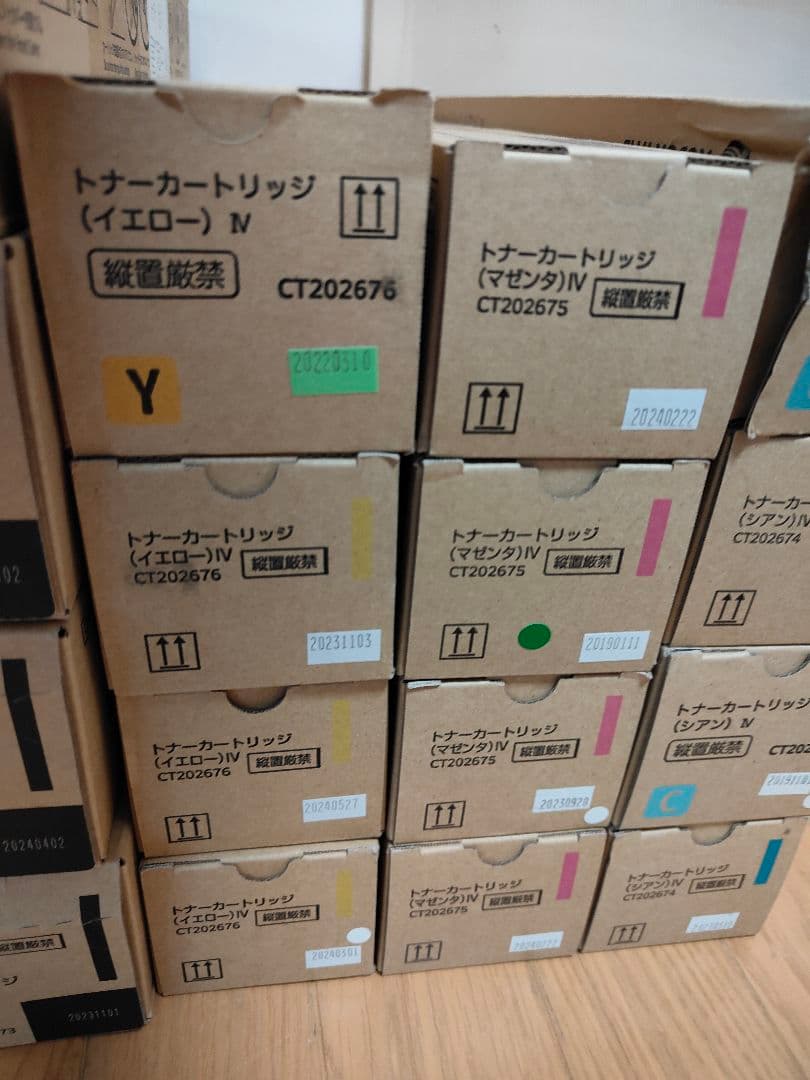 トナーカートリッジ
(イエロー) Ⅳ
縦置厳禁
CT202676
Y
20220310
トナーカートリッジ
(マゼンタ)Ⅳ
CT202675
縦置厳禁
20240222
トナーカートリッジ
(イエロー)Ⅳ
CT202676
縦置厳禁
20231103
トナーカートリッジ
(マゼンタ)Ⅳ
CT202675
縦置厳禁
20190111
トナーカー
(シアン)Ⅳ
CT202674
トナーカートリッジ
(イエロー)Ⅳ
CT202676
縦置厳禁
20240527
トナーカートリッジ
(マゼンタ)Ⅳ
CT202675
縦置厳禁
20230920
トナーカートリッジ
(シアン) Ⅳ
縦置厳禁
CT202
C
トナーカートリッジ
(イエロー)Ⅳ
CT202676
縦置厳禁
20240301
トナーカートリッジ
(マゼンタ)Ⅳ
CT202675
縦置厳禁
20240222
トナーカートリッジ
(シアン)Ⅳ
CT202674
縦置厳禁
02
20240402
縦置厳禁
ジ
73
20231101